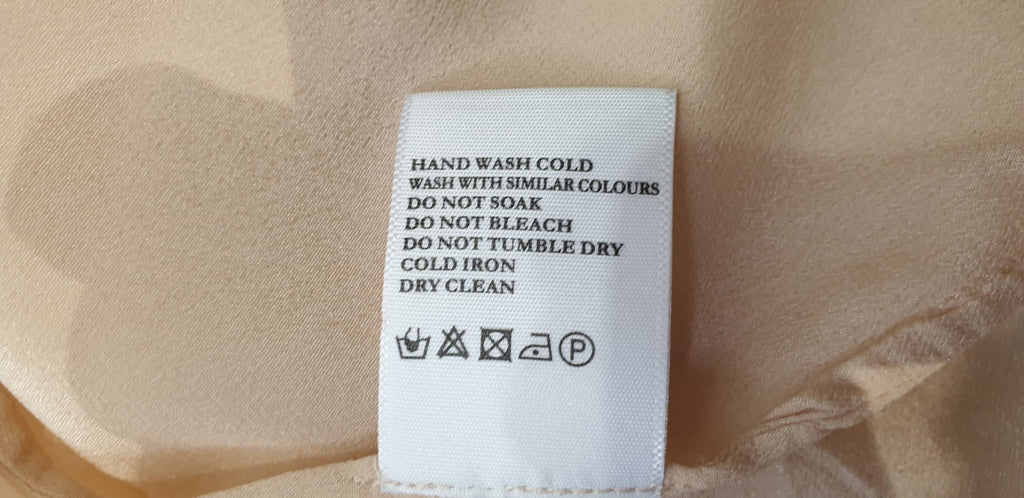 HAND WASH COLD
WASH WITH SIMILAR COLOURS
DO NOT SOAK
DO NOT BLEACH
DO NOT TUMBLE DRY
COLD IRON
DRY CLEAN
P